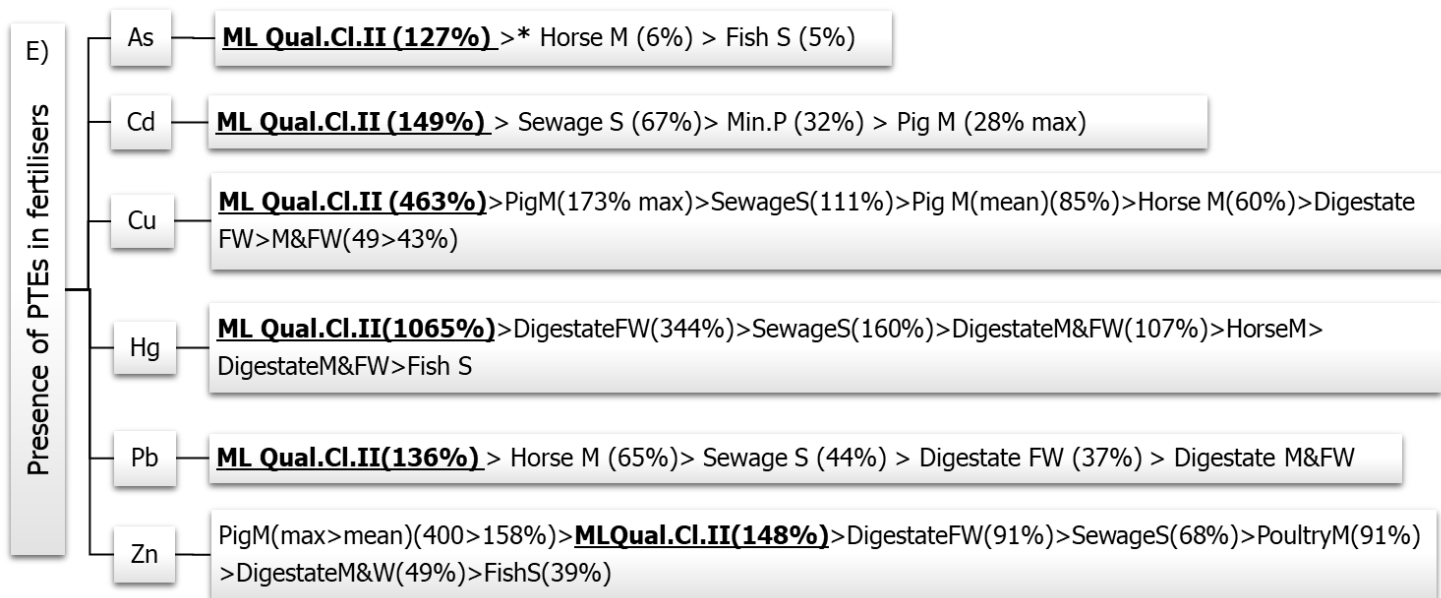 E)
Presence of PTEs in fertilisers
As
ML Qual.Cl.II (127%) >* Horse M (6%) > Fish S (5%)
Cd
ML Qual.Cl.II (149%) > Sewage S (67%)> Min.P (32%) > Pig M (28% max)
Cu
ML Qual.Cl.II (463%)>PigM(173% max)>SewageS(111%)>Pig M(mean)(85%)>Horse M(60%)>Digestate
FW>M&FW(49>43%)
Hg
ML Qual.Cl.II(1065%)>DigestateFW(344%)>SewageS(160%)>DigestateM&FW(107%)>HorseM>
DigestateM&FW>Fish S
Pb
ML Qual.Cl.II(136%) > Horse M (65%)> Sewage S (44%) > Digestate FW (37%) > Digestate M&FW
Zn
PigM(max>mean)(400>158%)>MLQual.Cl.II(148%)>DigestateFW(91%)>SewageS(68%)>PoultryM(91%)
>DigestateM&W(49%)>FishS(39%)